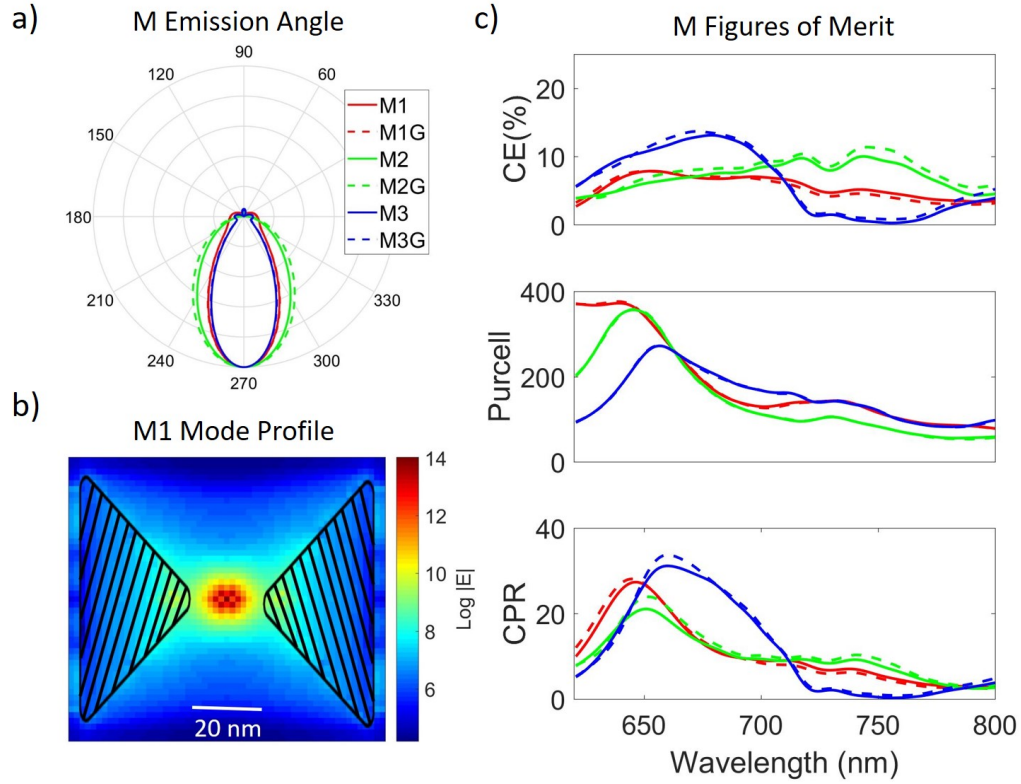 a)
M Emission Angle
90
120
60
150
180
210
330
240
300
270
M1
M1G
M2
M2G
M3
M3G
b)
M1 Mode Profile
20 nm
14
12
10
8
6
Log |E|
c)
M Figures of Merit
20
10
0
CE(%)
400
200
0
Purcell
40
20
0
CPR
650
700
750
800
Wavelength (nm)